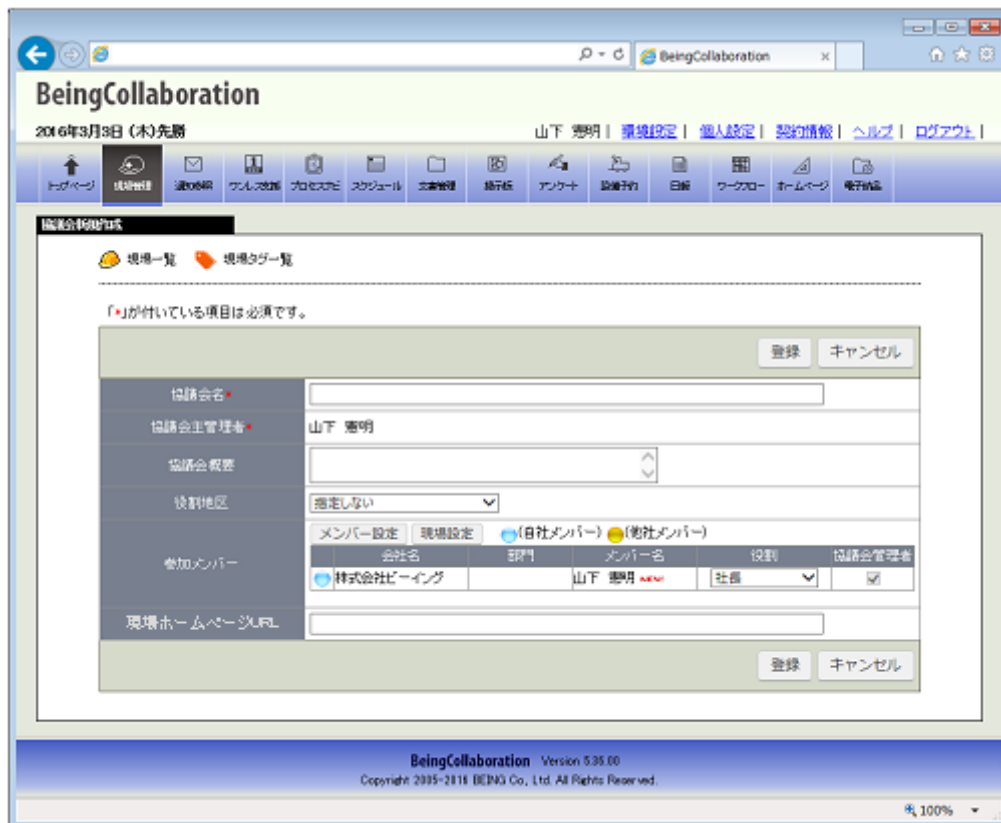 BeingCollaboration
BeingCollaboration
2016年3月3日 (木)先勝
山下 憲明 | 環境設定 | 個人設定 | 契約情報 | ヘルプ | ログアウト |
トップページ 現場管理 スケジュール 文書管理 掲示板 アンケート 設備予約 日報 ワークフロー ホームページ 電子納品
協議会新規作成
現場一覧 現場タグ一覧
「*」が付いている項目は必須です。
登録 キャンセル
協議会名*
協議会主管理者* 山下 憲明
協議会概要
役割地区 指定しない
メンバー設定 現場設定 (自社メンバー) (他社メンバー)
参加メンバー
会社名 部門 メンバー名 役割 協議会管理者
株式会社ビーイング 山下 憲明 NEW! 社長
現場ホームページURL
登録 キャンセル
BeingCollaboration Version 5.35.00
Copyright 2005-2016 BEING Co., Ltd. All Rights Reserved.
100%